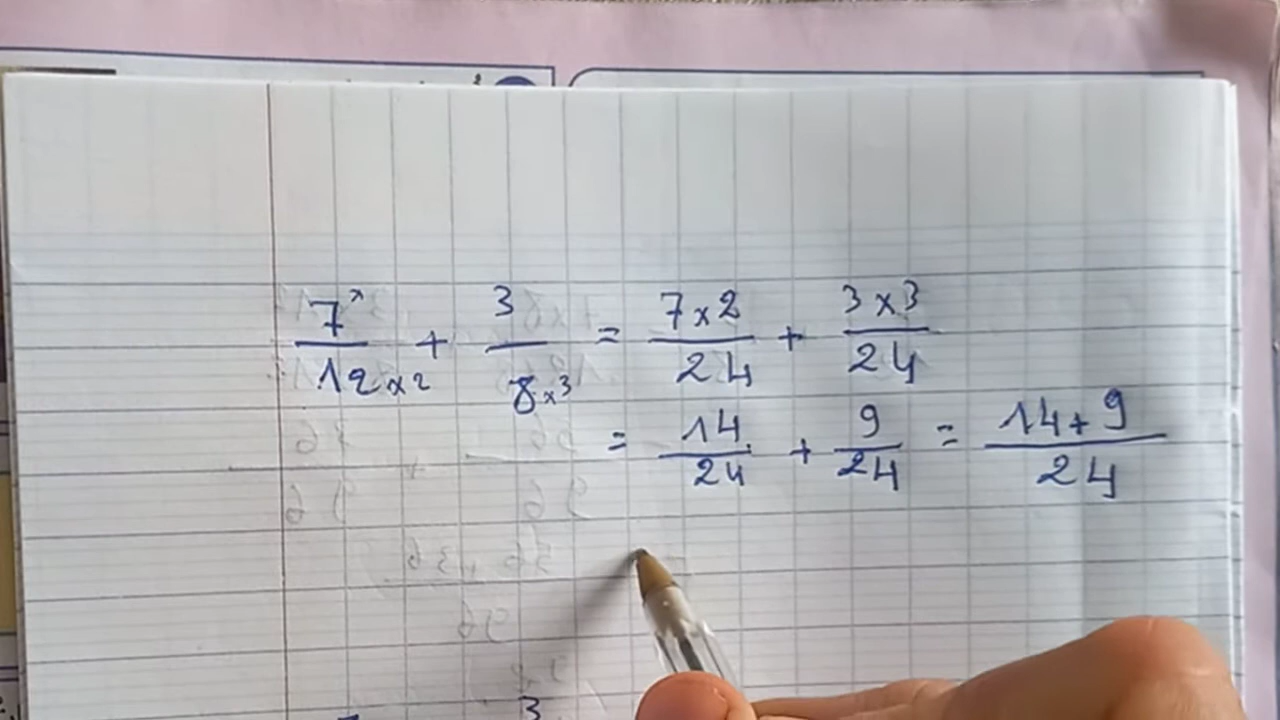 7×/12×2 + 3/8×3 = 7×2/24 + 3×3/24
= 14/24 + 9/24 = 14+9/24
3